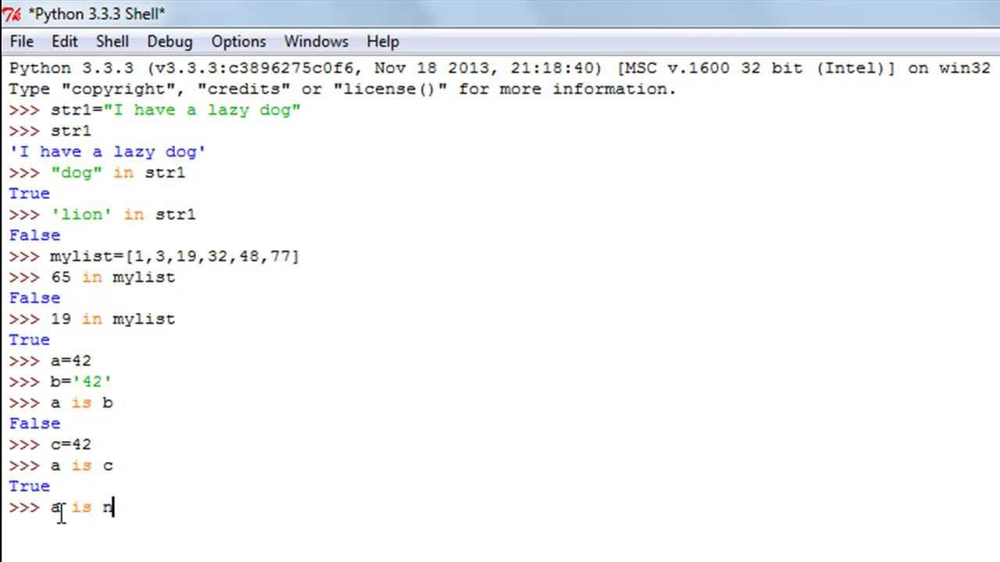 *Python 3.3.3 Shell*
File Edit Shell Debug Options Windows Help
Python 3.3.3 (v3.3.3:c3896275c0f6, Nov 18 2013, 21:18:40) [MSC v.1600 32 bit (Intel)] on win32
Type "copyright", "credits" or "license()" for more information.
>>> str1="I have a lazy dog"
>>> str1
'I have a lazy dog'
>>> "dog" in str1
True
>>> 'lion' in str1
False
>>> mylist=[1,3,19,32,48,77]
>>> 65 in mylist
False
>>> 19 in mylist
True
>>> a=42
>>> b='42'
>>> a is b
False
>>> c=42
>>> a is c
True
>>> a is n